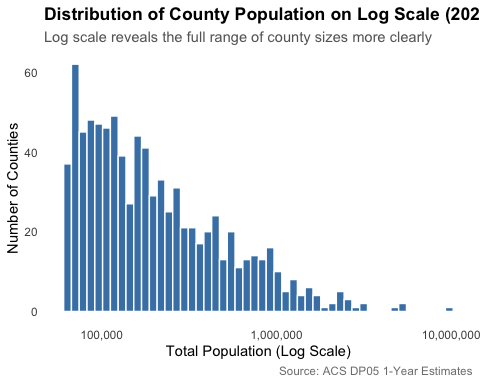 Distribution of County Population on Log Scale (202
Log scale reveals the full range of county sizes more clearly
60
40
20
0
Number of Counties
100,000
1,000,000
10,000,000
Total Population (Log Scale)
Source: ACS DP05 1-Year Estimates